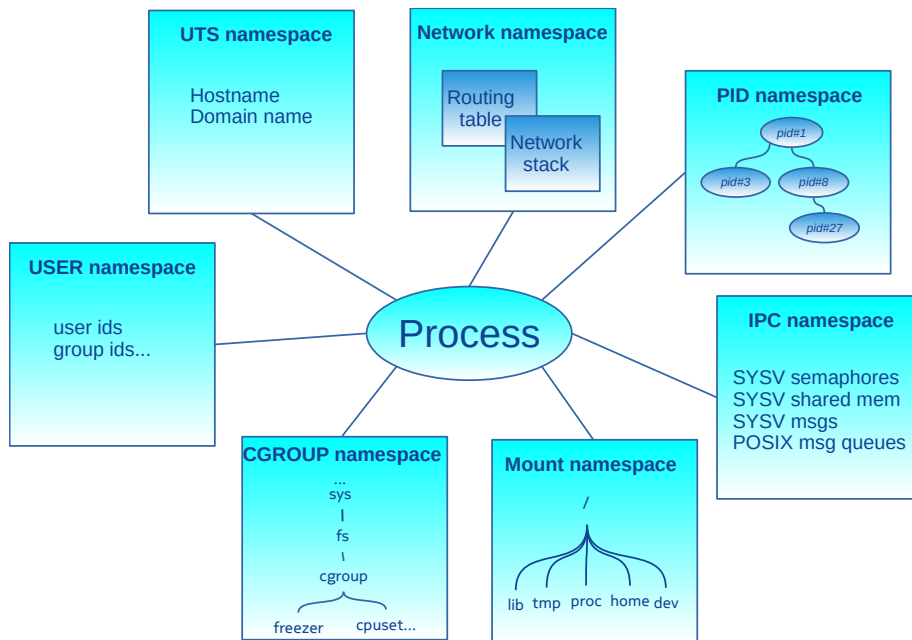 UTS namespace
Hostname
Domain name
Network namespace
Routing
table
Network
stack
PID namespace
pid#1
pid#3
pid#8
pid#27
USER namespace
user ids
group ids...
Process
IPC namespace
SYSV semaphores
SYSV shared mem
SYSV msgs
POSIX msg queues
CGROUP namespace
...
sys
fs
cgroup
freezer
cpuset...
Mount namespace
/
lib
tmp
proc
home
dev